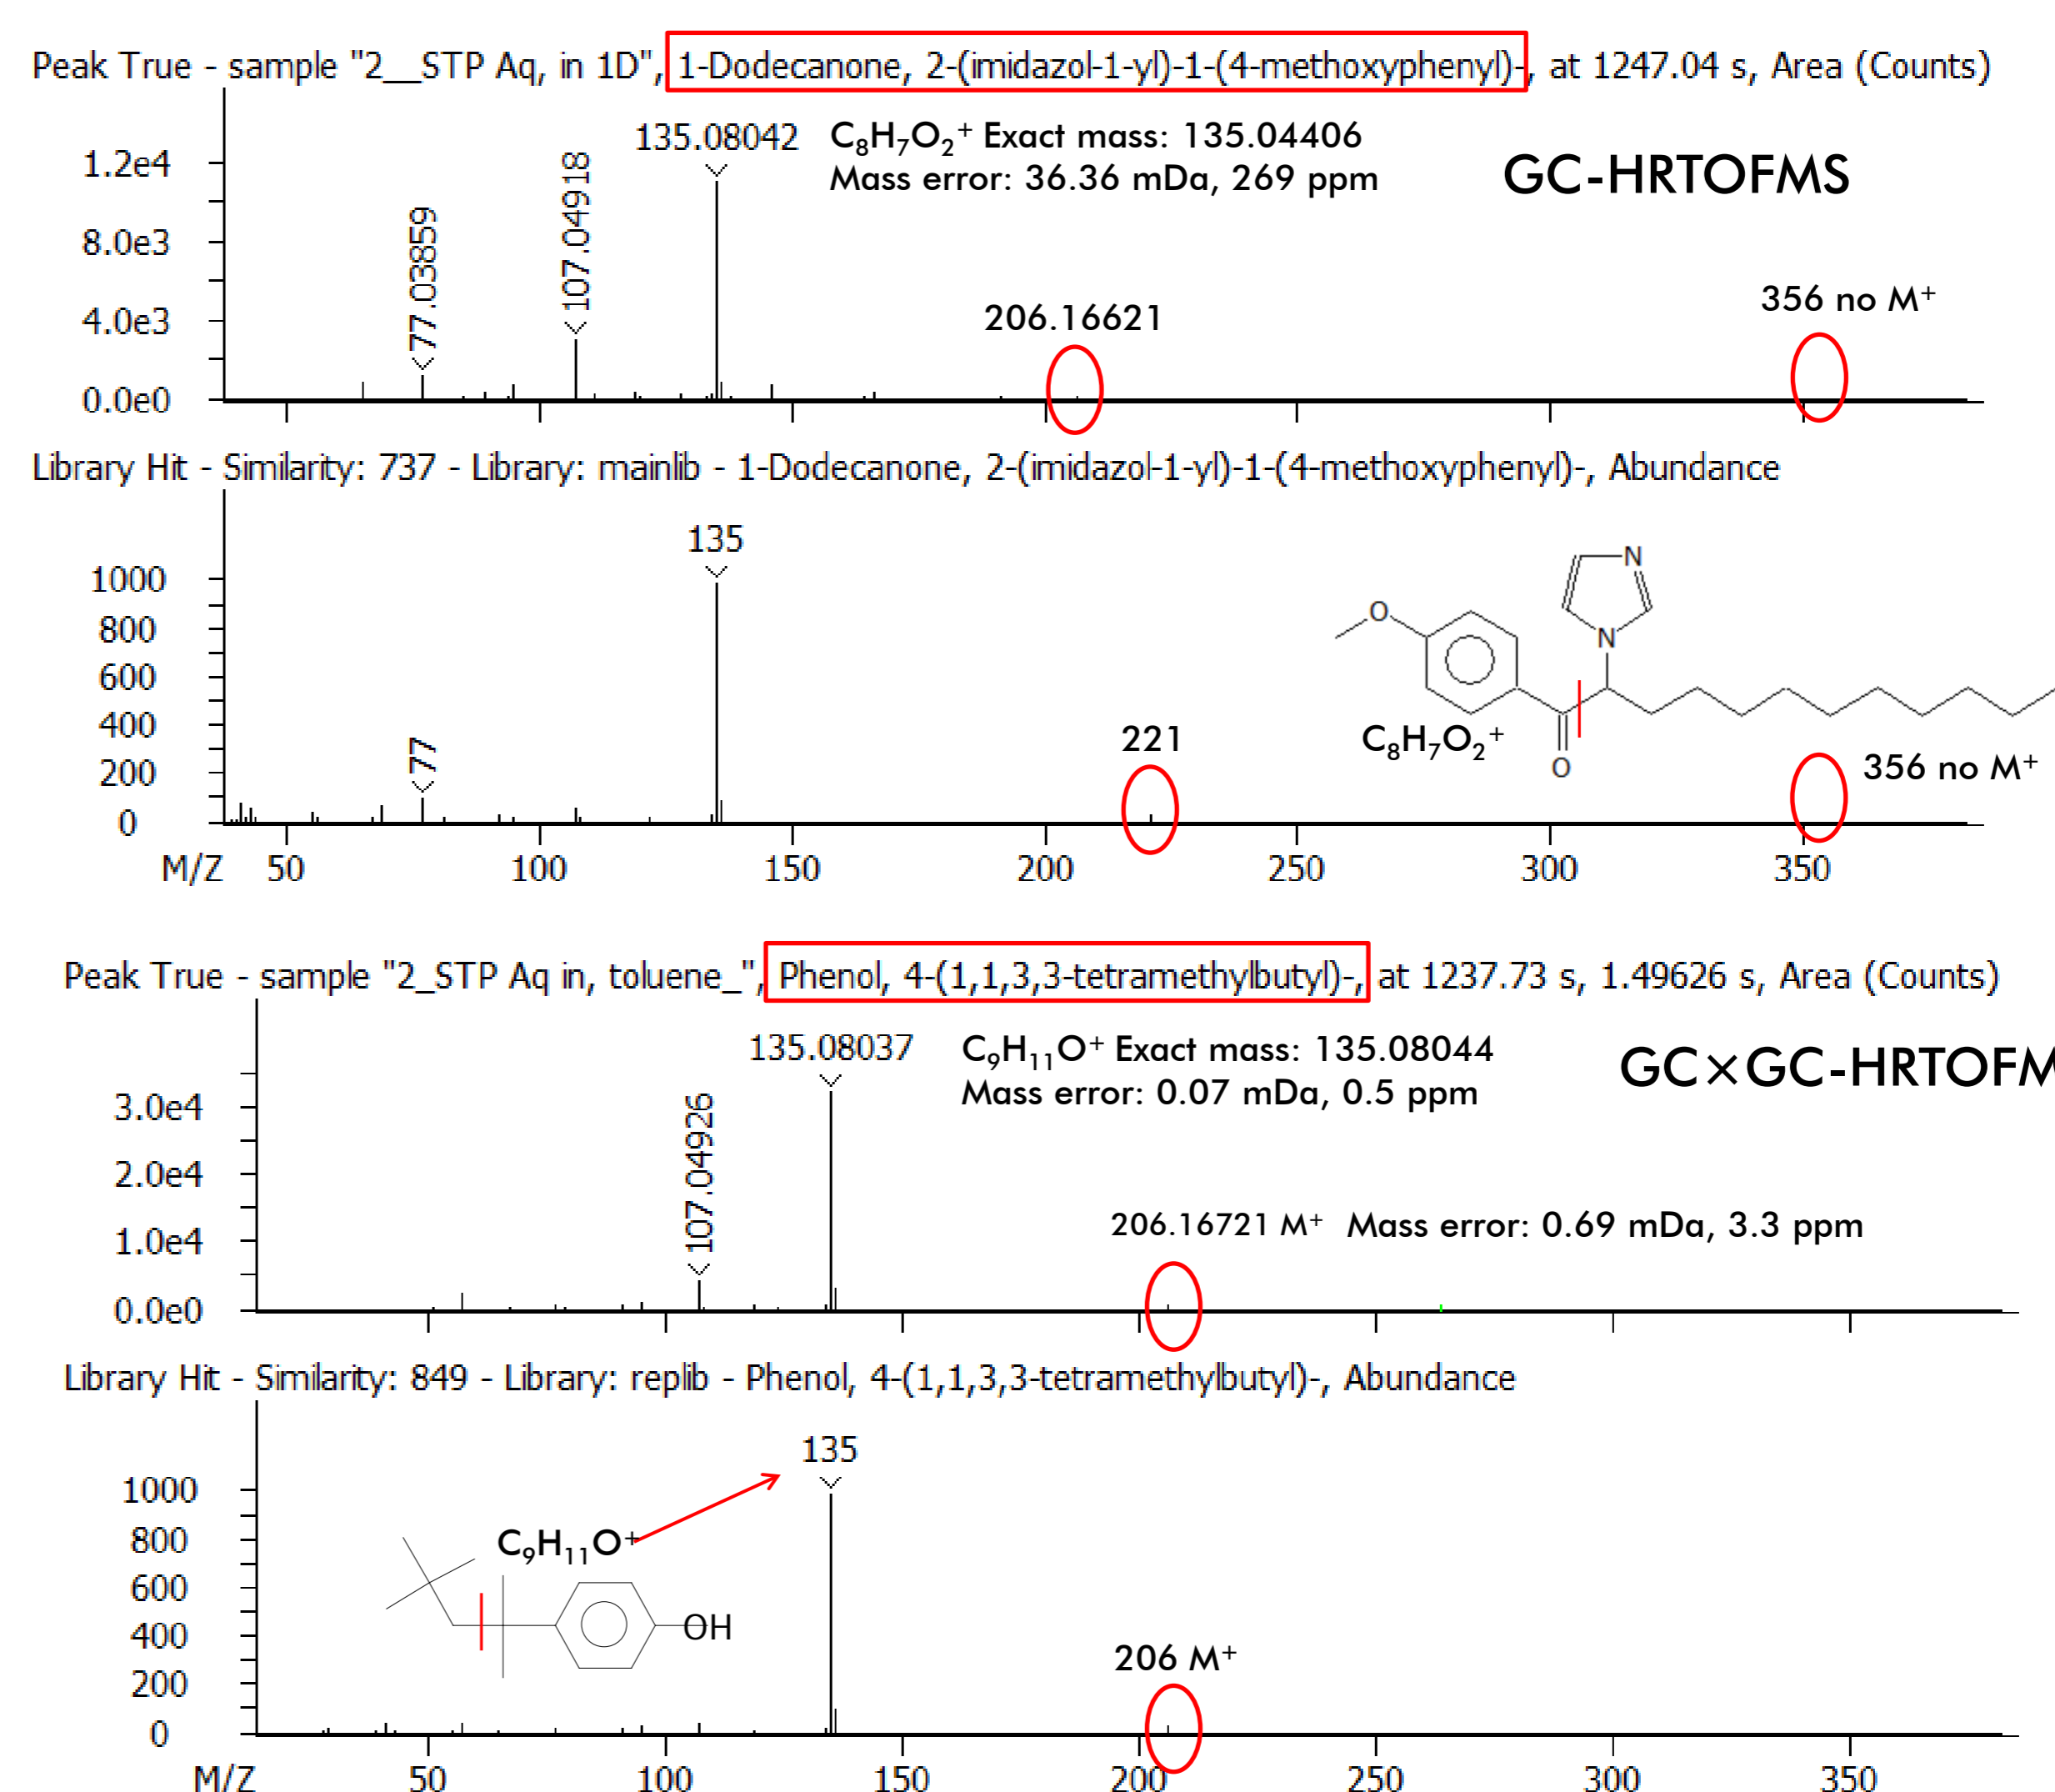 Peak True - sample "2__STP Aq, in 1D", 1-Dodecanone, 2-(imidazol-1-yl)-1-(4-methoxyphenyl)-, at 1247.04 s, Area (Counts)
135.08042
C₈H₇O₂⁺ Exact mass: 135.04406
Mass error: 36.36 mDa, 269 ppm
GC-HRTOFMS
1.2e4
8.0e3
4.0e3
0.0e0
77.03859
107.04918
206.16621
356 no M⁺
Library Hit - Similarity: 737 - Library: mainlib - 1-Dodecanone, 2-(imidazol-1-yl)-1-(4-methoxyphenyl)-, Abundance
135
1000
800
600
400
200
0
77
221
N
O
N
C₈H₇O₂⁺
O
356 no M⁺
M/Z 50 100 150 200 250 300 350
Peak True - sample "2_STP Aq in, toluene_", Phenol, 4-(1,1,3,3-tetramethylbutyl)-, at 1237.73 s, 1.49626 s, Area (Counts)
135.08037
C₉H₁₁O⁺ Exact mass: 135.08044
Mass error: 0.07 mDa, 0.5 ppm
GC×GC-HRTOFM
3.0e4
2.0e4
1.0e4
0.0e0
107.04926
206.16721 M⁺ Mass error: 0.69 mDa, 3.3 ppm
Library Hit - Similarity: 849 - Library: replib - Phenol, 4-(1,1,3,3-tetramethylbutyl)-, Abundance
135
1000
800
600
400
200
0
C₉H₁₁O⁺
OH
206 M⁺
M/Z 50 100 150 200 250 300 350